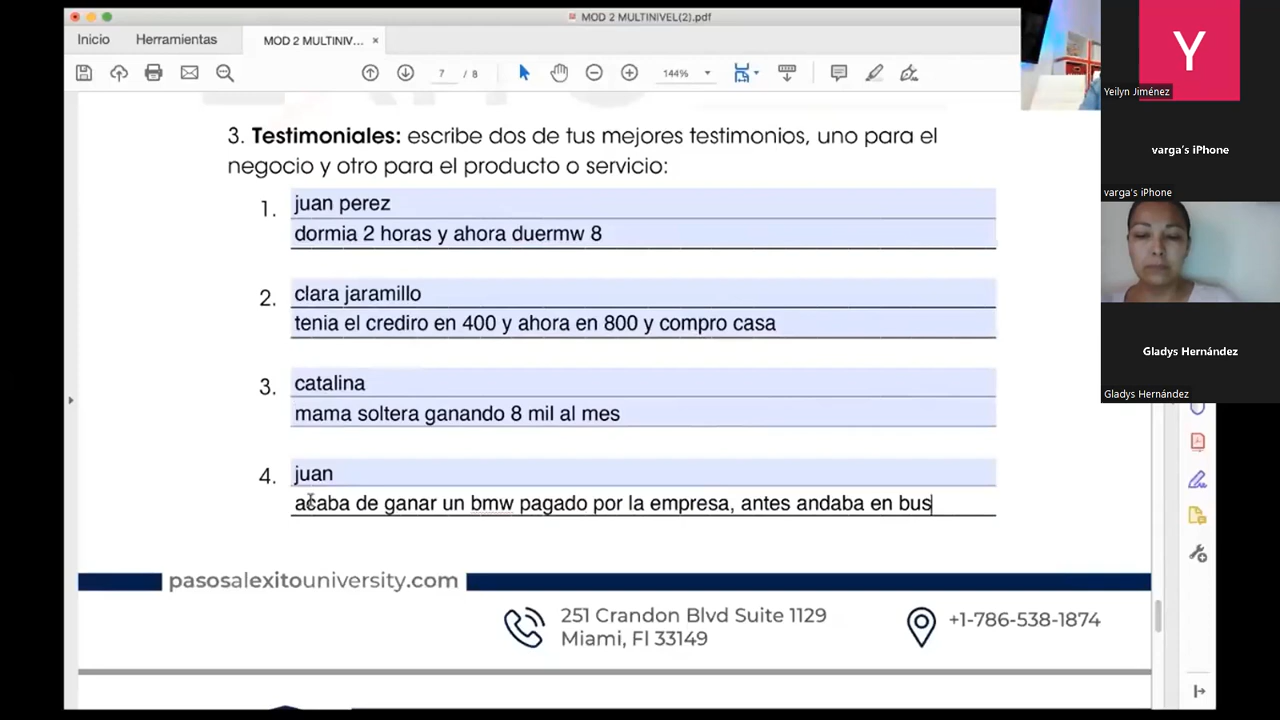 MOD 2 MULTINIVEL(2).pdf
Inicio Herramientas MOD 2 MULTINIV... ×
7 / 8 144%
3. Testimoniales: escribe dos de tus mejores testimonios, uno para el
negocio y otro para el producto o servicio:
1. juan perez
dormia 2 horas y ahora duermw 8
2. clara jaramillo
tenia el crediro en 400 y ahora en 800 y compro casa
3. catalina
mama soltera ganando 8 mil al mes
4. juan
acaba de ganar un bmw pagado por la empresa, antes andaba en bus
pasosalexitouniversity.com
251 Crandon Blvd Suite 1129
Miami, Fl 33149
+1-786-538-1874
Y
Yeilyn Jiménez
varga's iPhone
varga's iPhone
Gladys Hernández
Gladys Hernández